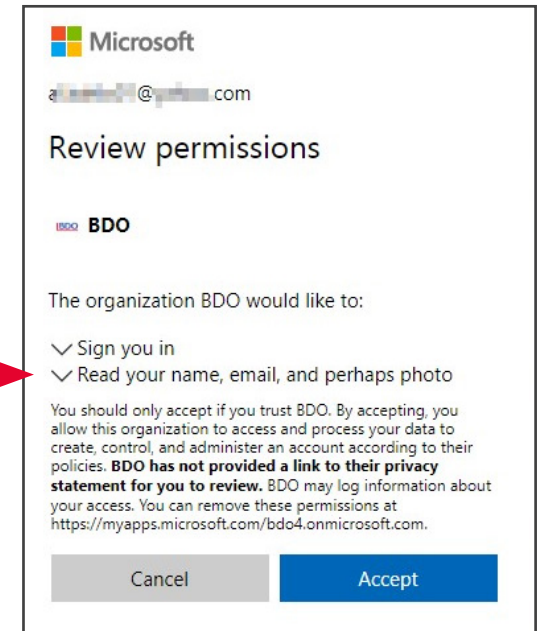 Microsoft
@ .com
Review permissions
BDO BDO
The organization BDO would like to:
Sign you in
Read your name, email, and perhaps photo
You should only accept if you trust BDO. By accepting, you
allow this organization to access and process your data to
create, control, and administer an account according to their
policies. BDO has not provided a link to their privacy
statement for you to review. BDO may log information about
your access. You can remove these permissions at
https://myapps.microsoft.com/bdo4.onmicrosoft.com.
Cancel Accept